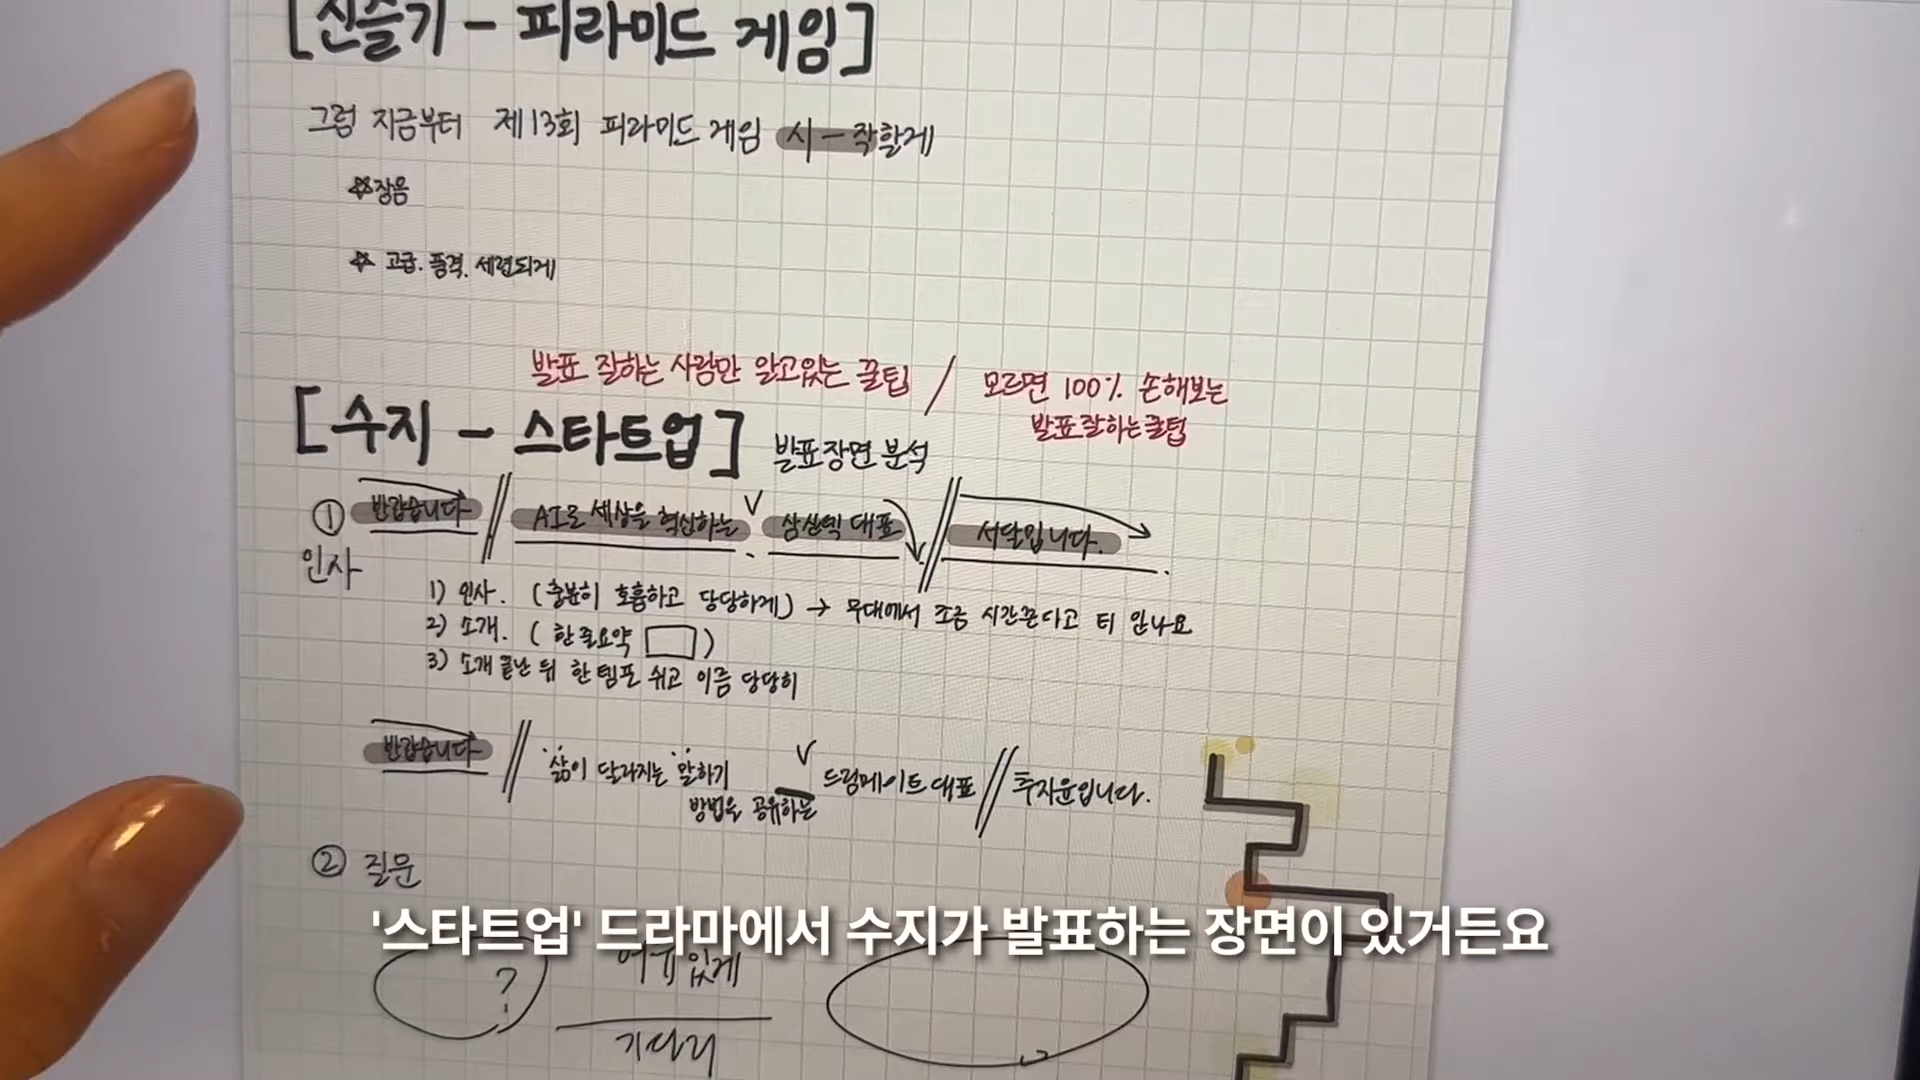 [신슬기 - 피라미드 게임]
그럼 지금부터 제13회 피라미드 게임 시-작할게
☆장음
☆ 고급. 품격. 세련되게
발표 잘하는 사람만 알고있는 꿀팁 / 모르면 100% 손해보는
발표잘하는꿀팁
[수지 - 스타트업] 발표장면 분석
① 반갑습니다 // AI로 세상을 혁신하는 ∨ 삼산텍 대표 // 서달입니다.
인사
1) 인사. (충분히 호흡하고 당당하게) → 무대에서 조금 시간쓴다고 티 안나요
2) 소개. (한줄요약 )
3) 소개 끝난 뒤 한템포 쉬고 이름 당당히
반갑습니다 // 삶이 달라지는 말하기 ∨ 드림메이트 대표 // 투자윤입니다.
방법을 공유하는
② 질문
'스타트업' 드라마에서 수지가 발표하는 장면이 있거든요
? 여유있게
기다리